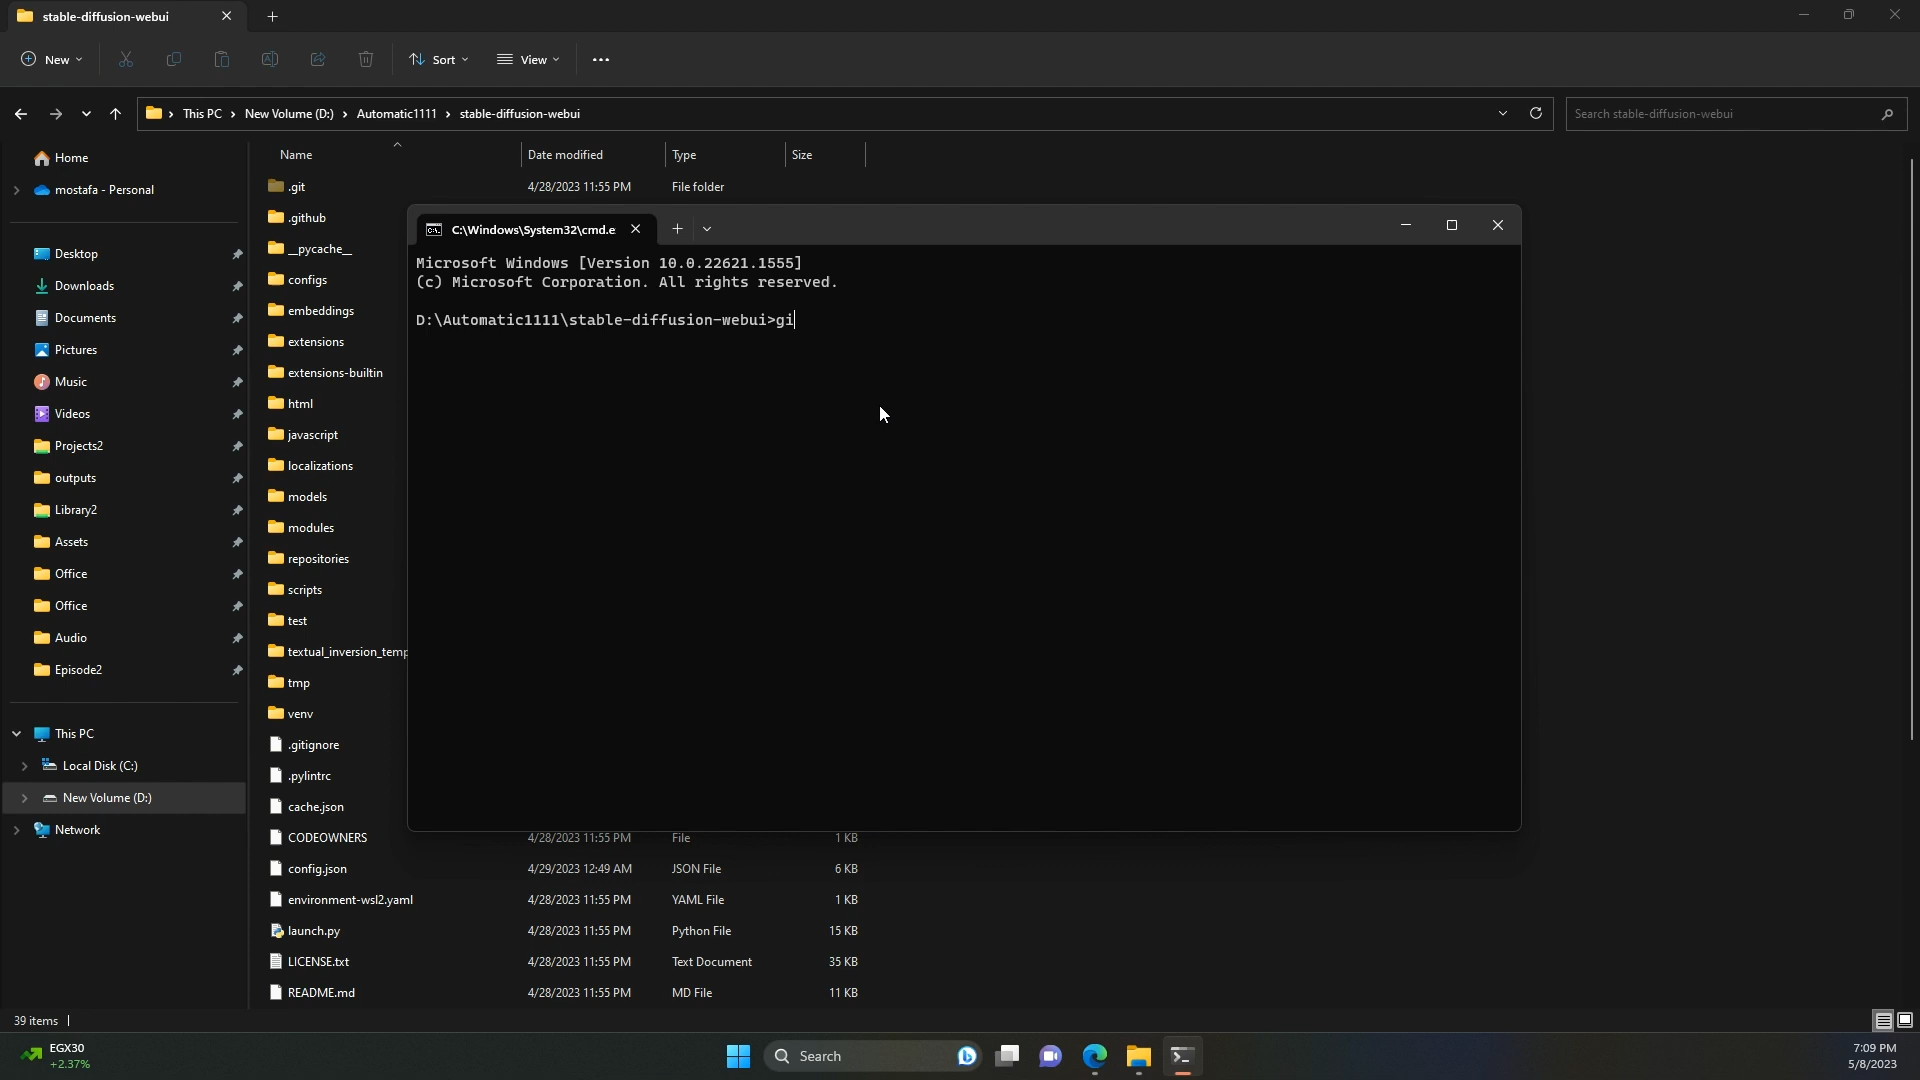 stable-diffusion-webui
New
Sort
View
This PC > New Volume (D:) > Automatic1111 > stable-diffusion-webui
Search stable-diffusion-webui
Home
mostafa - Personal
Desktop
Downloads
Documents
Pictures
Music
Videos
Projects2
outputs
Library2
Assets
Office
Office
Audio
Episode2
This PC
Local Disk (C:)
New Volume (D:)
Network
Name Date modified Type Size
.git 4/28/2023 11:55 PM File folder
.github
__pycache__
configs
embeddings
extensions
extensions-builtin
html
javascript
localizations
models
modules
repositories
scripts
test
textual_inversion_temp
tmp
venv
.gitignore
.pylintrc
cache.json
CODEOWNERS 4/28/2023 11:55 PM File 1 KB
config.json 4/29/2023 12:49 AM JSON File 6 KB
environment-wsl2.yaml 4/28/2023 11:55 PM YAML File 1 KB
launch.py 4/28/2023 11:55 PM Python File 15 KB
LICENSE.txt 4/28/2023 11:55 PM Text Document 35 KB
README.md 4/28/2023 11:55 PM MD File 11 KB
C:\Windows\System32\cmd.e
Microsoft Windows [Version 10.0.22621.1555]
(c) Microsoft Corporation. All rights reserved.
D:\Automatic1111\stable-diffusion-webui>gi
39 items
EGX30
+2.37%
Search
7:09 PM
5/8/2023